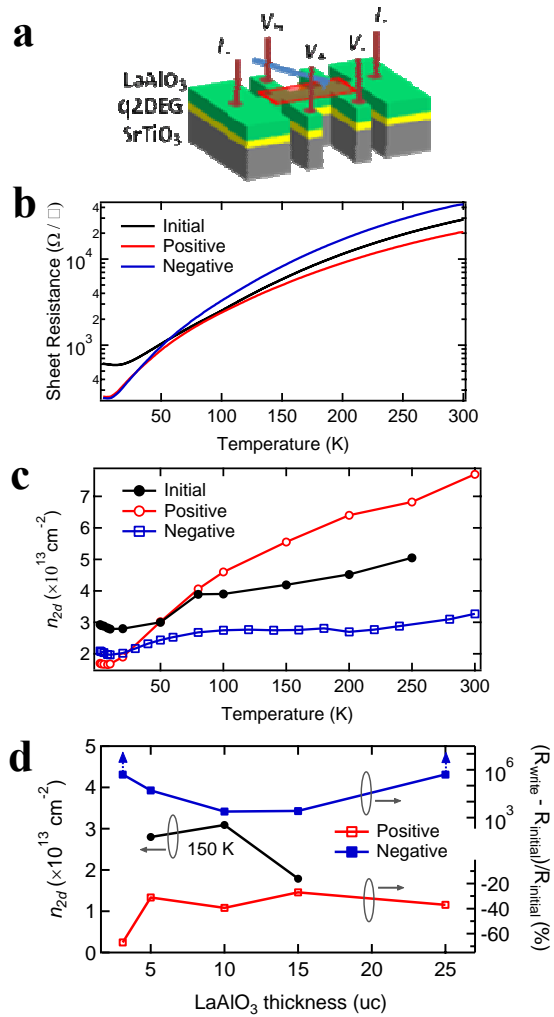 a
LaAlO3
q2DEG
SrTiO3
b
Sheet Resistance (Ω / □)
4
2
10^4
4
2
10^3
4
Initial
Positive
Negative
50 100 150 200 250 300
Temperature (K)
c
n2d (×10^13 cm^-2)
7
6
5
4
3
2
Initial
Positive
Negative
50 100 150 200 250 300
Temperature (K)
d
n2d (×10^13 cm^-2)
5
4
3
2
1
0
150 K
Positive
Negative
10^6
10^3
-20
-40
-60
(Rwrite - Rinitial)/Rinitial (%)
5 10 15 20 25
LaAlO3 thickness (uc)